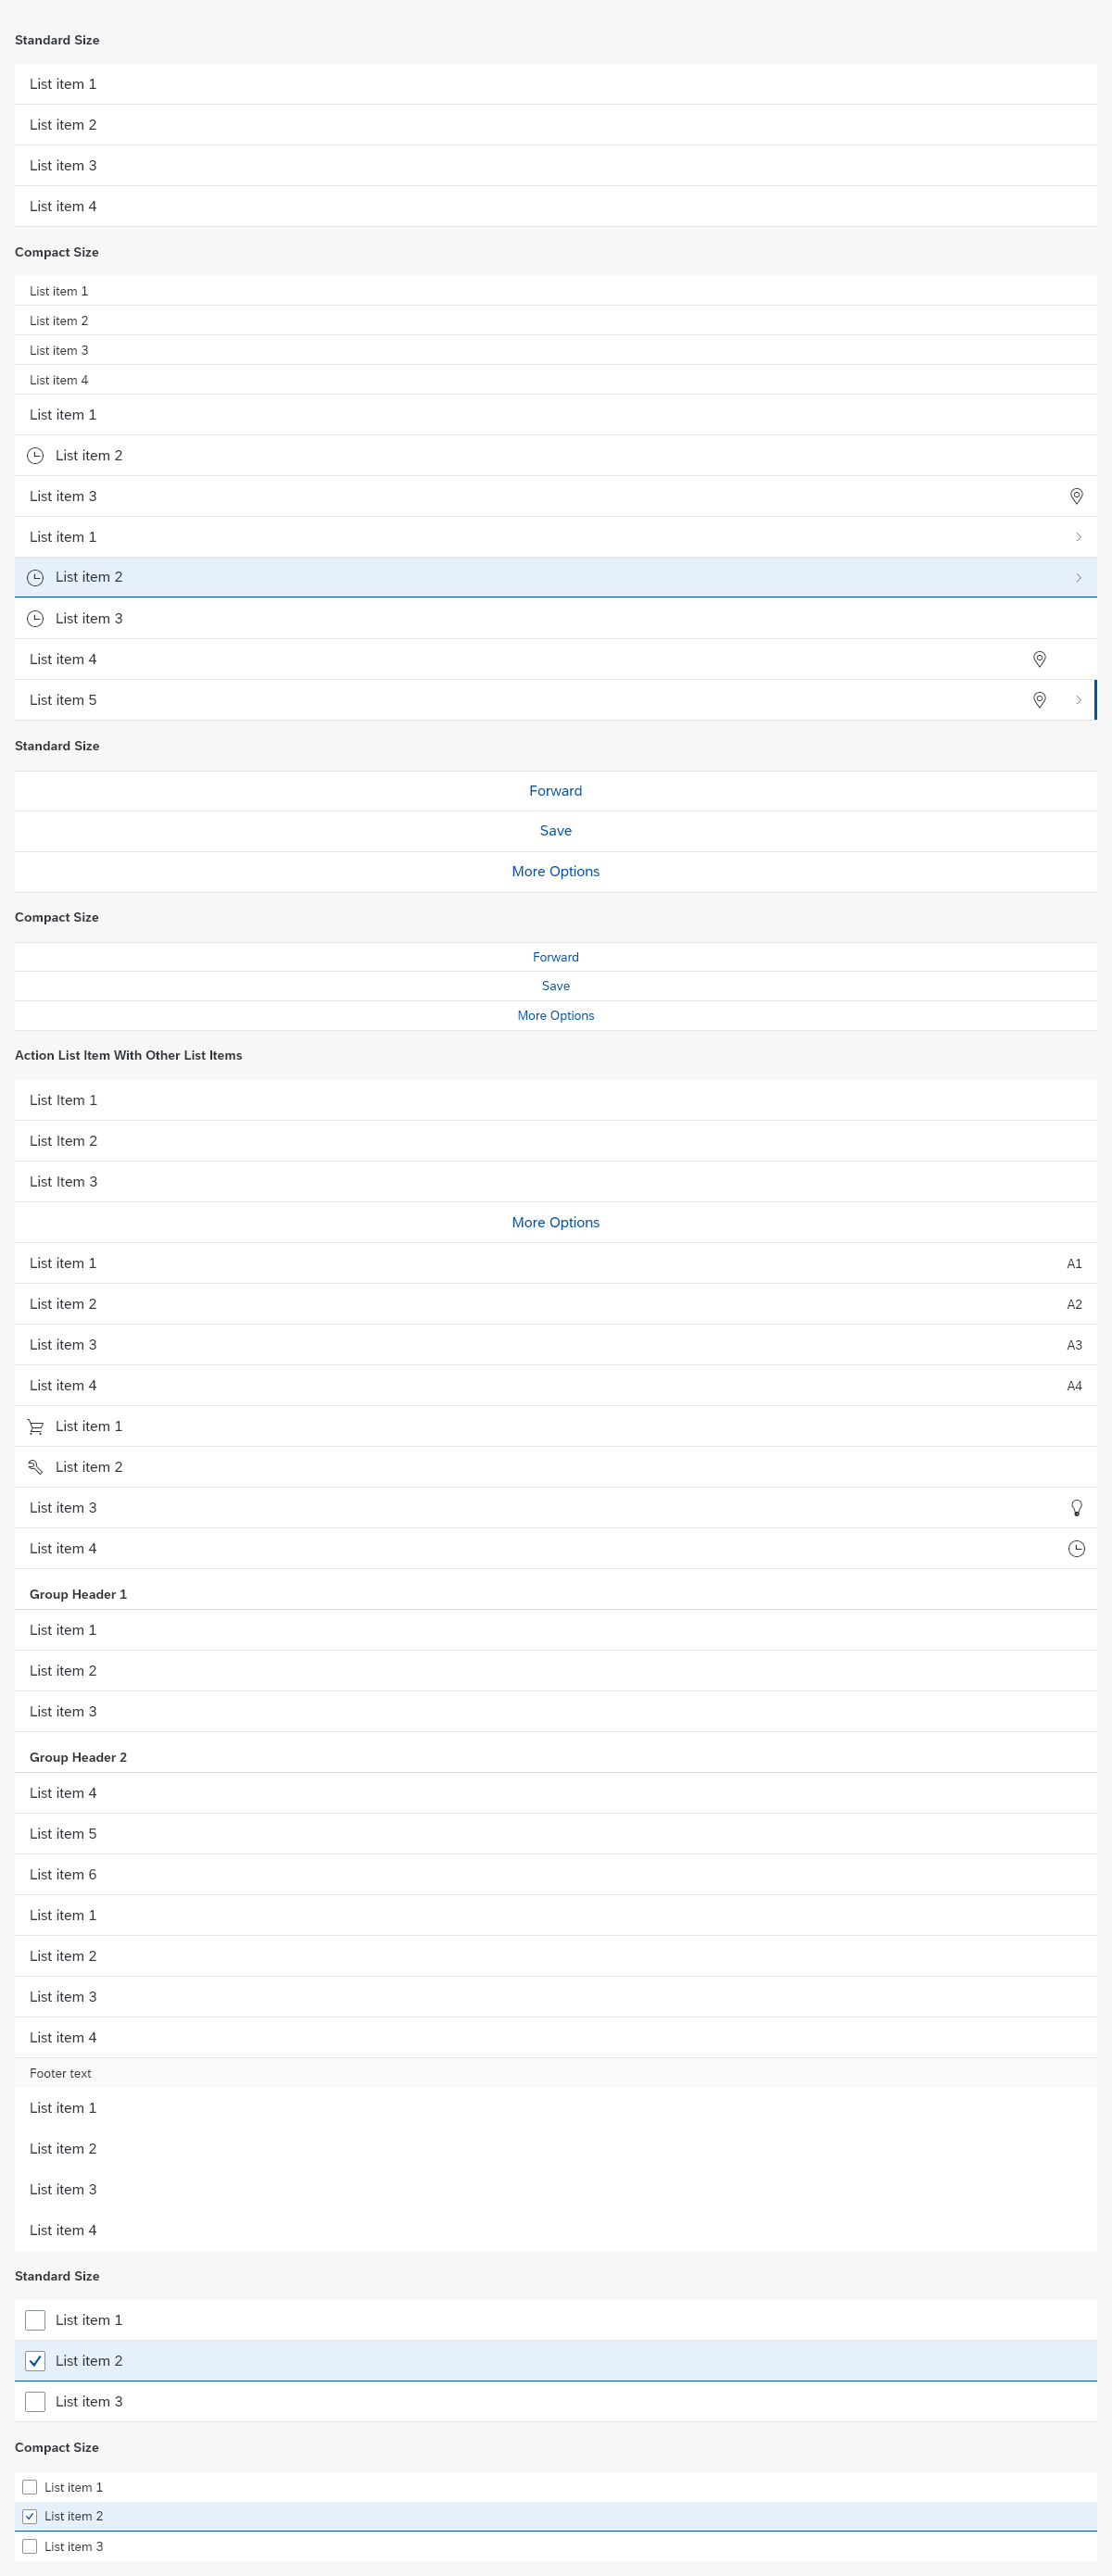 Standard Size
List item 1
List item 2
List item 3
List item 4
Compact Size
List item 1
List item 2
List item 3
List item 4
List item 1
List item 2
List item 3
List item 1
List item 2
List item 3
List item 4
List item 5
Standard Size
Forward
Save
More Options
Compact Size
Forward
Save
More Options
Action List Item With Other List Items
List Item 1
List Item 2
List Item 3
More Options
List item 1 A1
List item 2 A2
List item 3 A3
List item 4 A4
List item 1
List item 2
List item 3
List item 4
Group Header 1
List item 1
List item 2
List item 3
Group Header 2
List item 4
List item 5
List item 6
List item 1
List item 2
List item 3
List item 4
Footer text
List item 1
List item 2
List item 3
List item 4
Standard Size
List item 1
List item 2
List item 3
Compact Size
List item 1
List item 2
List item 3